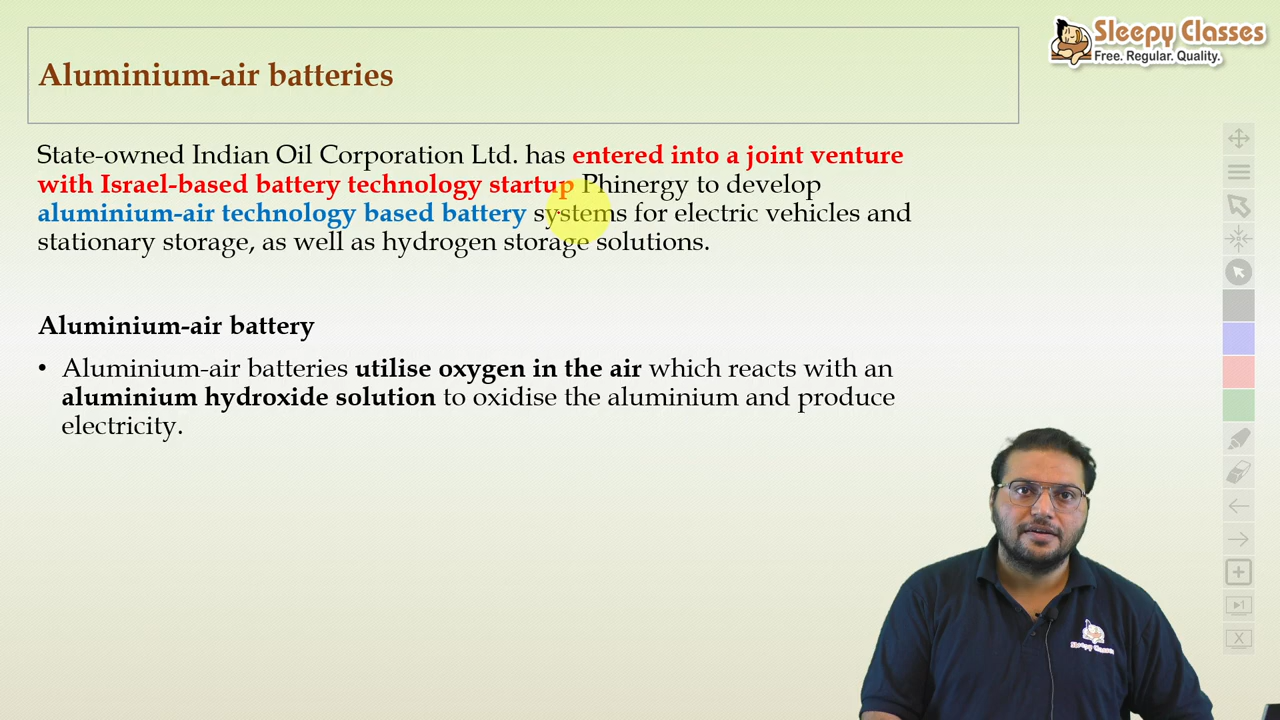 Sleepy Classes
Free. Regular. Quality.
Aluminium-air batteries
State-owned Indian Oil Corporation Ltd. has entered into a joint venture
with Israel-based battery technology startup Phinergy to develop
aluminium-air technology based battery systems for electric vehicles and
stationary storage, as well as hydrogen storage solutions.
Aluminium-air battery
• Aluminium-air batteries utilise oxygen in the air which reacts with an
aluminium hydroxide solution to oxidise the aluminium and produce
electricity.
Sleepy Classes